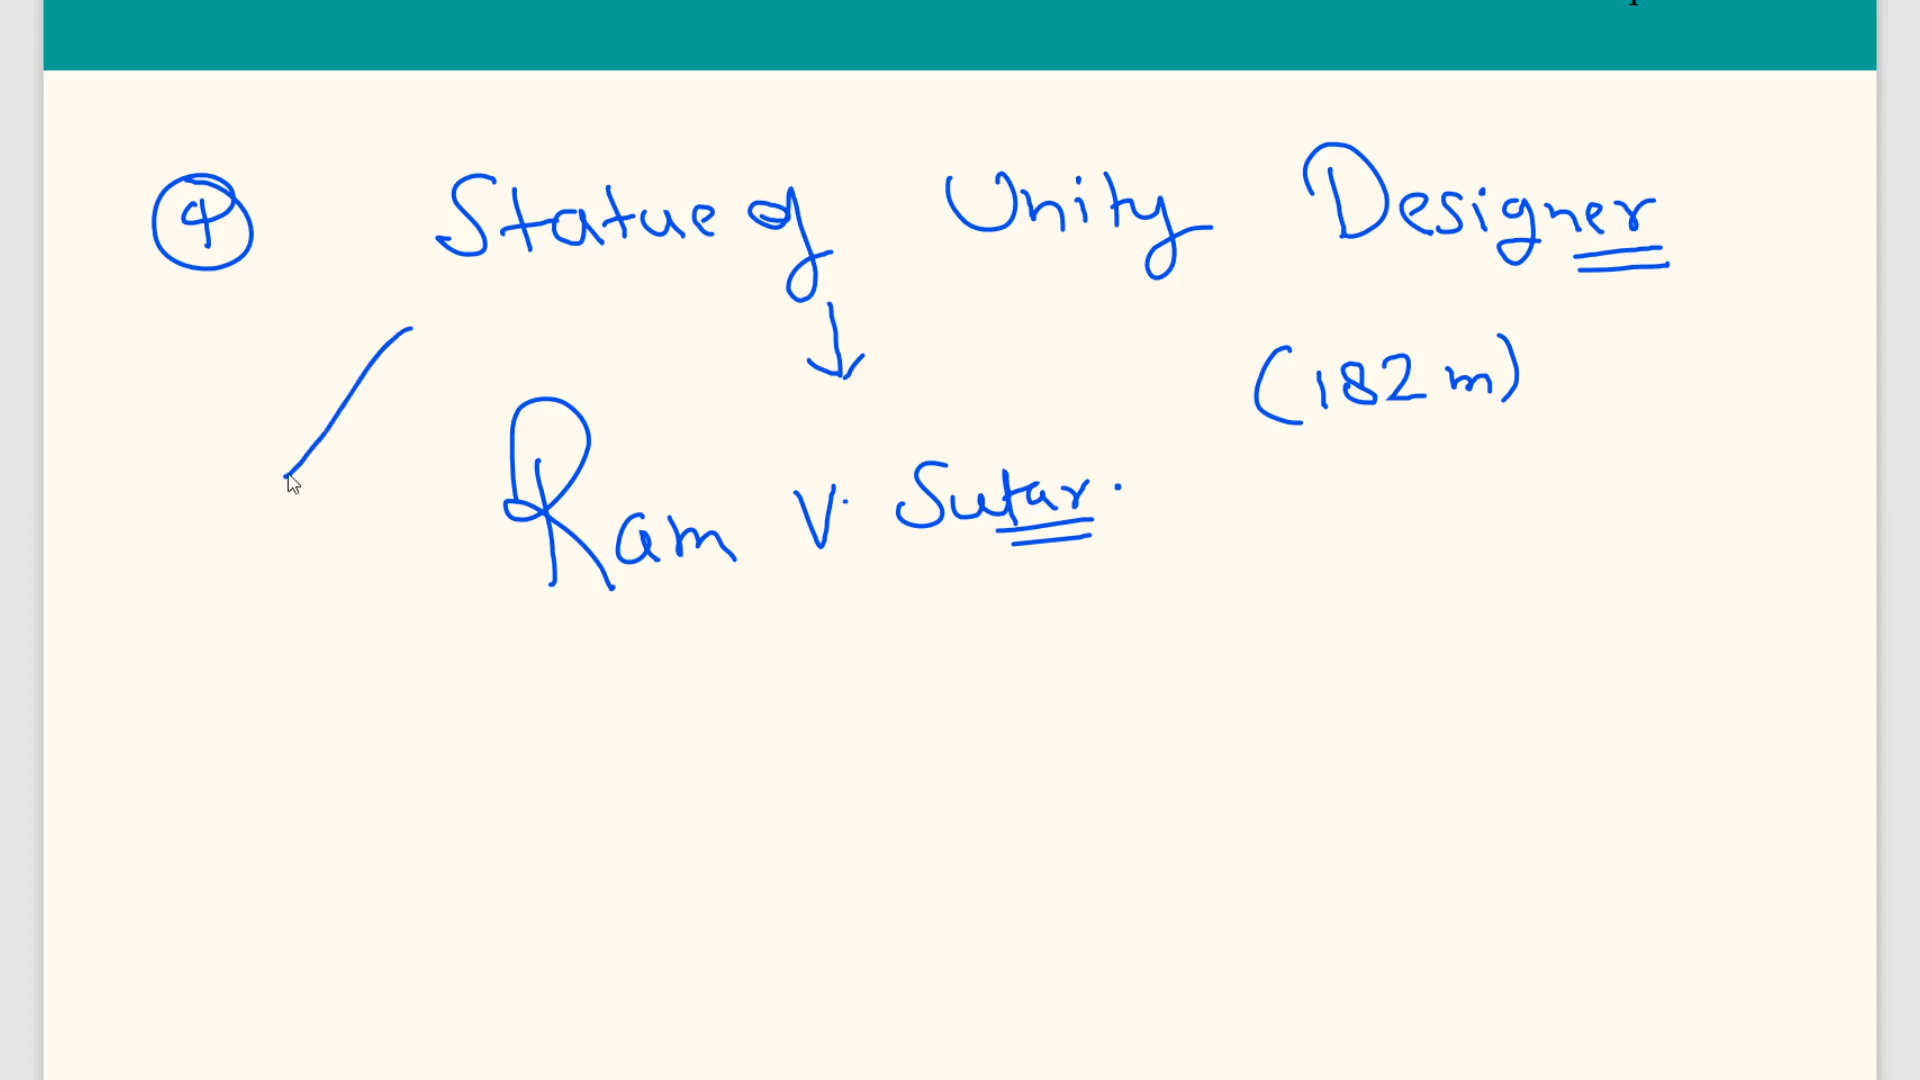 ④ Statue of Unity Designer
(182 m)
Ram V. Sutar.